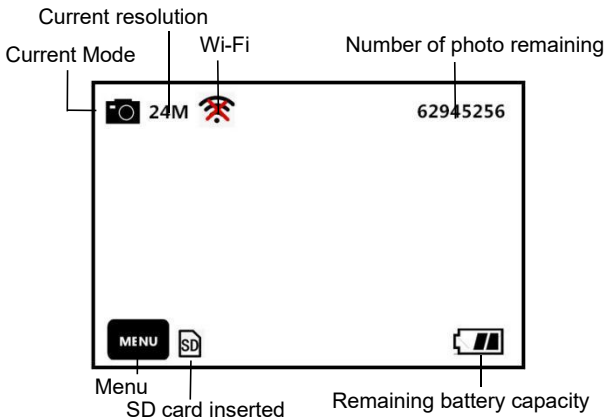 Current resolution
Current Mode
Wi-Fi
Number of photo remaining
24M
62945256
MENU
SD
Menu
SD card inserted
Remaining battery capacity